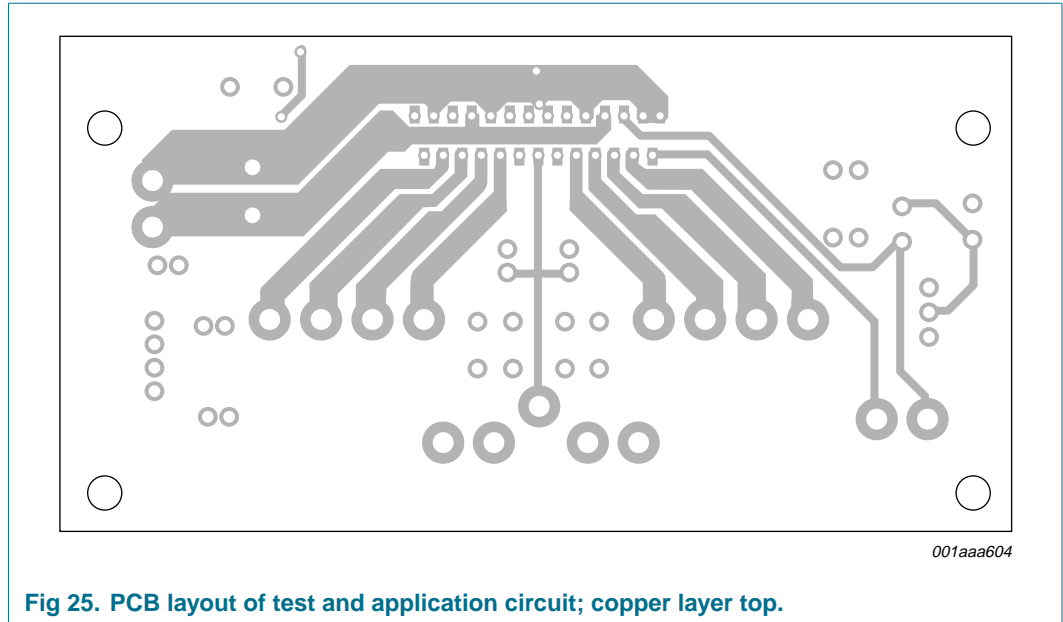 001aaa604
Fig 25. PCB layout of test and application circuit; copper layer top.